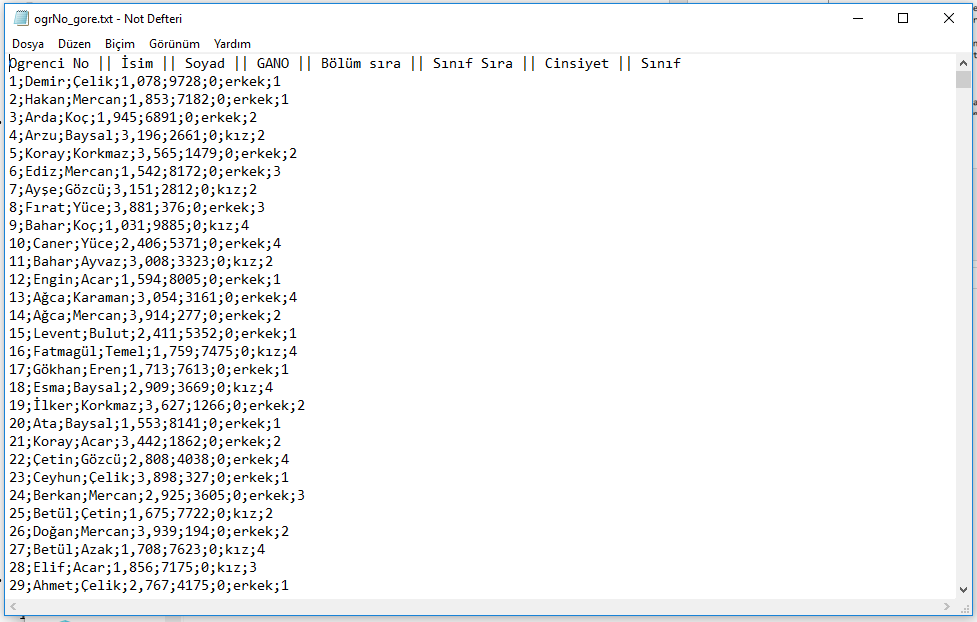 ogrNo_gore.txt - Not Defteri
Dosya Düzen Biçim Görünüm Yardım
Ogrenci No || İsim || Soyad || GANO || Bölüm sıra || Sınıf Sıra || Cinsiyet || Sınıf
1;Demir;Çelik;1,078;9728;0;erkek;1
2;Hakan;Mercan;1,853;7182;0;erkek;1
3;Arda;Koç;1,945;6891;0;erkek;2
4;Arzu;Baysal;3,196;2661;0;kız;2
5;Koray;Korkmaz;3,565;1479;0;erkek;2
6;Ediz;Mercan;1,542;8172;0;erkek;3
7;Ayşe;Gözcü;3,151;2812;0;kız;2
8;Fırat;Yüce;3,881;376;0;erkek;3
9;Bahar;Koç;1,031;9885;0;kız;4
10;Caner;Yüce;2,406;5371;0;erkek;4
11;Bahar;Ayvaz;3,008;3323;0;kız;2
12;Engin;Acar;1,594;8005;0;erkek;1
13;Ağca;Karaman;3,054;3161;0;erkek;4
14;Ağca;Mercan;3,914;277;0;erkek;2
15;Levent;Bulut;2,411;5352;0;erkek;1
16;Fatmagül;Temel;1,759;7475;0;kız;4
17;Gökhan;Eren;1,713;7613;0;erkek;1
18;Esma;Baysal;2,909;3669;0;kız;4
19;İlker;Korkmaz;3,627;1266;0;erkek;2
20;Ata;Baysal;1,553;8141;0;erkek;1
21;Koray;Acar;3,442;1862;0;erkek;2
22;Çetin;Gözcü;2,808;4038;0;erkek;4
23;Ceyhun;Çelik;3,898;327;0;erkek;1
24;Berkan;Mercan;2,925;3605;0;erkek;3
25;Betül;Çetin;1,675;7722;0;kız;2
26;Doğan;Mercan;3,939;194;0;erkek;2
27;Betül;Azak;1,708;7623;0;kız;4
28;Elif;Acar;1,856;7175;0;kız;3
29;Ahmet;Çelik;2,767;4175;0;erkek;1